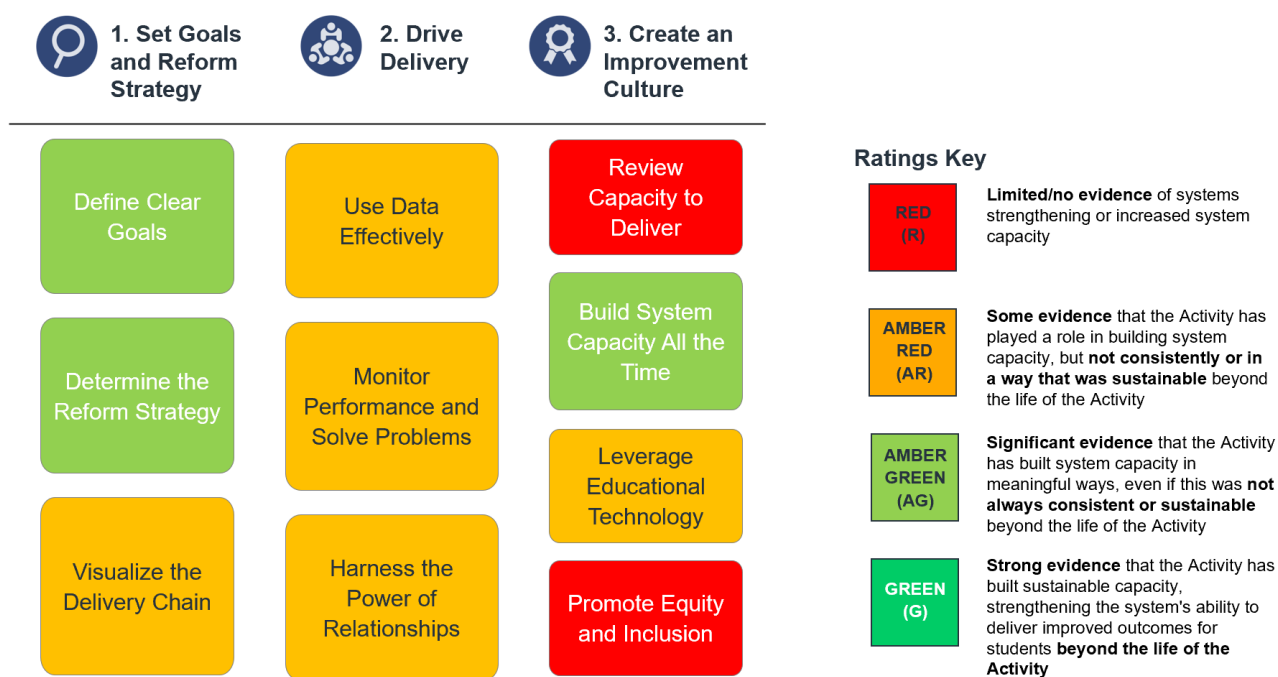 1. Set Goals
and Reform
Strategy
2. Drive
Delivery
3. Create an
Improvement
Culture
Define Clear
Goals
Determine the
Reform Strategy
Visualize the
Delivery Chain
Use Data
Effectively
Monitor
Performance and
Solve Problems
Harness the
Power of
Relationships
Review
Capacity to
Deliver
Build System
Capacity All the
Time
Leverage
Educational
Technology
Promote Equity
and Inclusion
Ratings Key
RED
(R)
Limited/no evidence of systems
strengthening or increased system
capacity
AMBER
RED
(AR)
Some evidence that the Activity has
played a role in building system
capacity, but not consistently or in
a way that was sustainable beyond
the life of the Activity
AMBER
GREEN
(AG)
Significant evidence that the Activity
has built system capacity in
meaningful ways, even if this was not
always consistent or sustainable
beyond the life of the Activity
GREEN
(G)
Strong evidence that the Activity has
built sustainable capacity,
strengthening the system's ability to
deliver improved outcomes for
students beyond the life of the
Activity